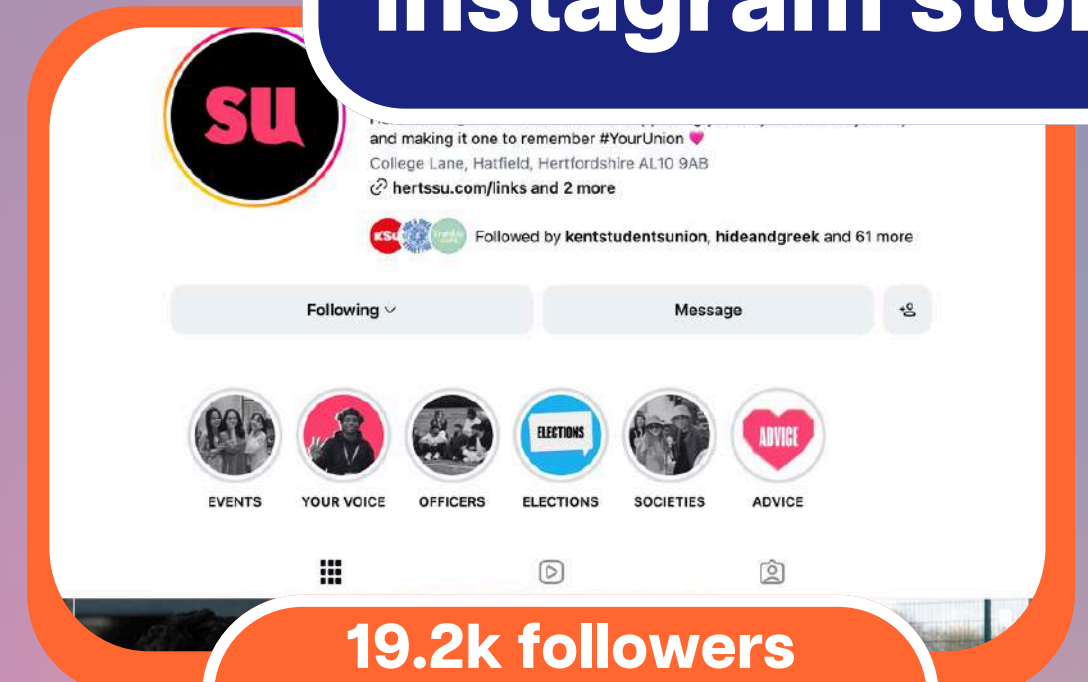 Instagram sto
SU
and making it one to remember #YourUnion
College Lane, Hatfield, Hertfordshire AL10 9AB
hertssu.com/links and 2 more
KSU
Followed by kentstudentsunion, hideandgreek and 61 more
Following
Message
ELECTIONS
ADVICE
EVENTS
YOUR VOICE
OFFICERS
ELECTIONS
SOCIETIES
ADVICE
19.2k followers